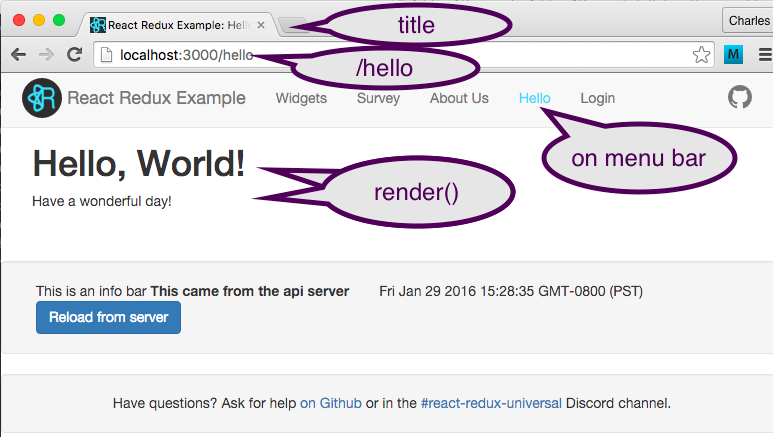 React Redux Example: Hello
title
Charles
localhost:3000/hello
/hello
M
React Redux Example Widgets Survey About Us Hello Login
on menu bar
Hello, World!
Have a wonderful day!
render()
This is an info bar This came from the api server Fri Jan 29 2016 15:28:35 GMT-0800 (PST)
Reload from server
Have questions? Ask for help on Github or in the #react-redux-universal Discord channel.